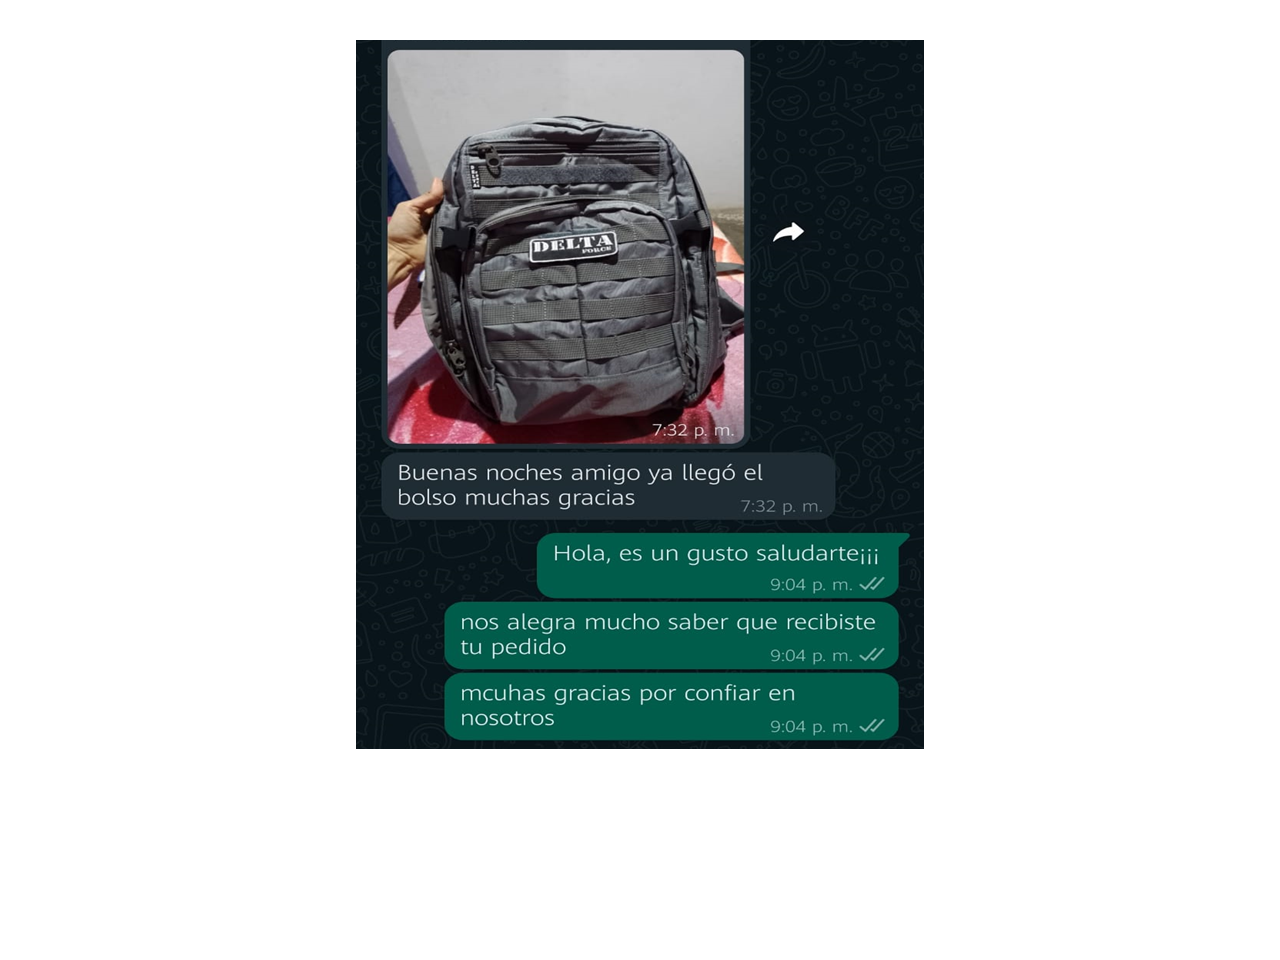 DELTA
FORCE
7:32 p. m.
Buenas noches amigo ya llegó el
bolso muchas gracias
7:32 p. m.
Hola, es un gusto saludarte¡¡¡
9:04 p. m.
nos alegra mucho saber que recibiste
tu pedido
9:04 p. m.
mcuhas gracias por confiar en
nosotros
9:04 p. m.